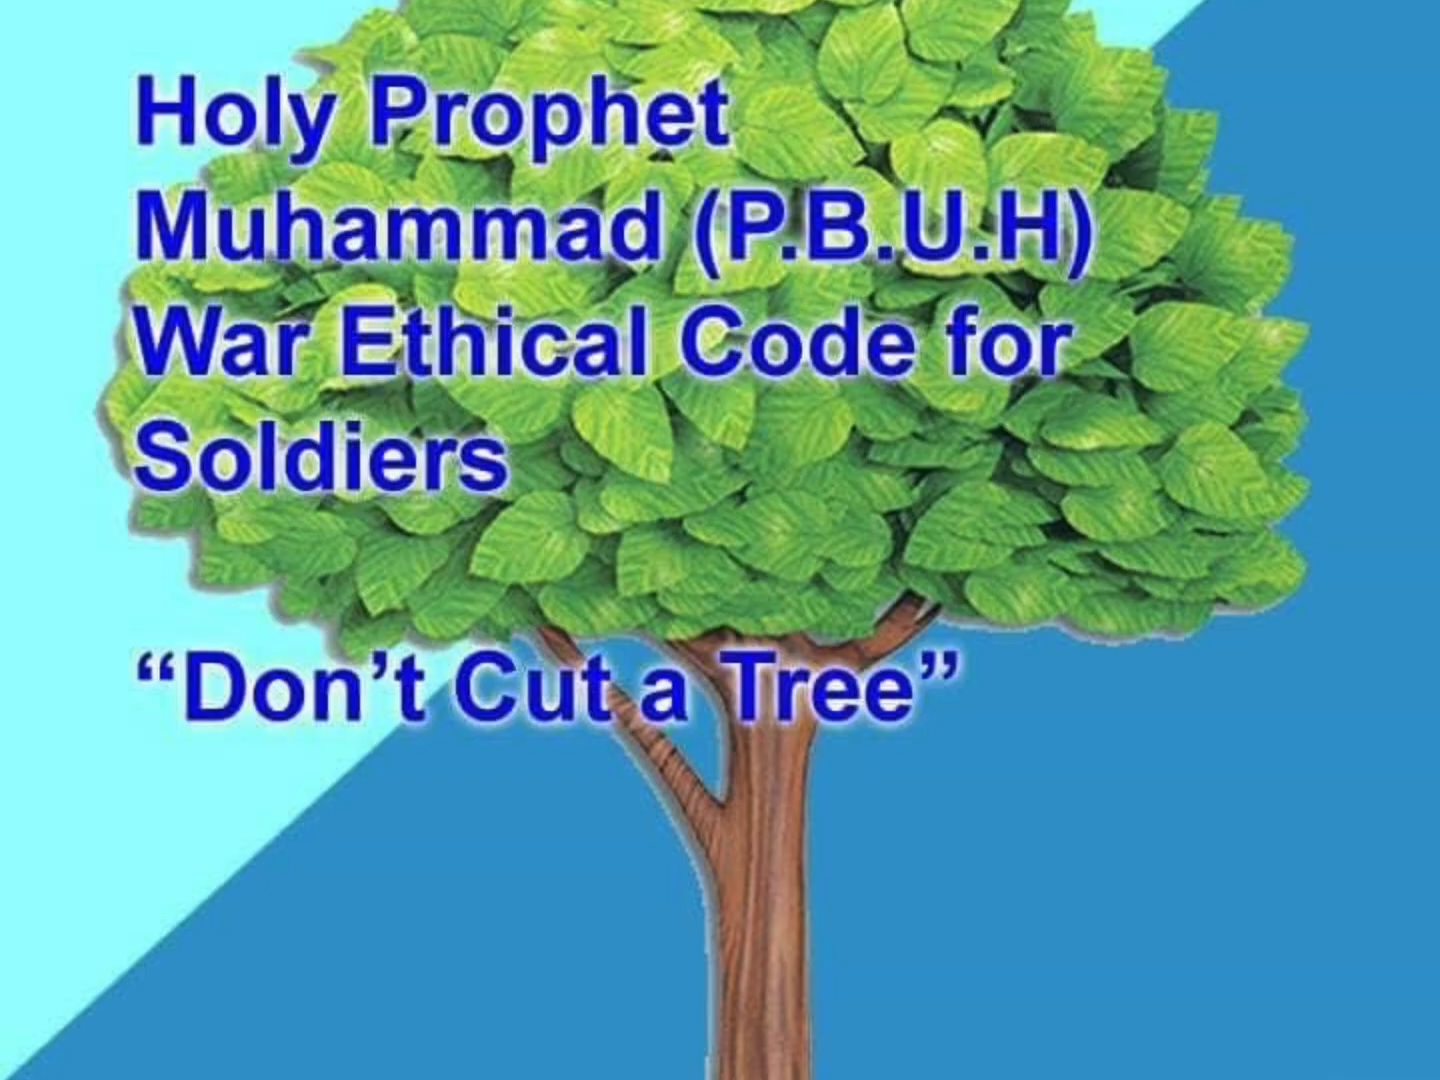 Holy Prophet
Muhammad (P.B.U.H)
War Ethical Code for
Soldiers
“Don’t Cut a Tree”